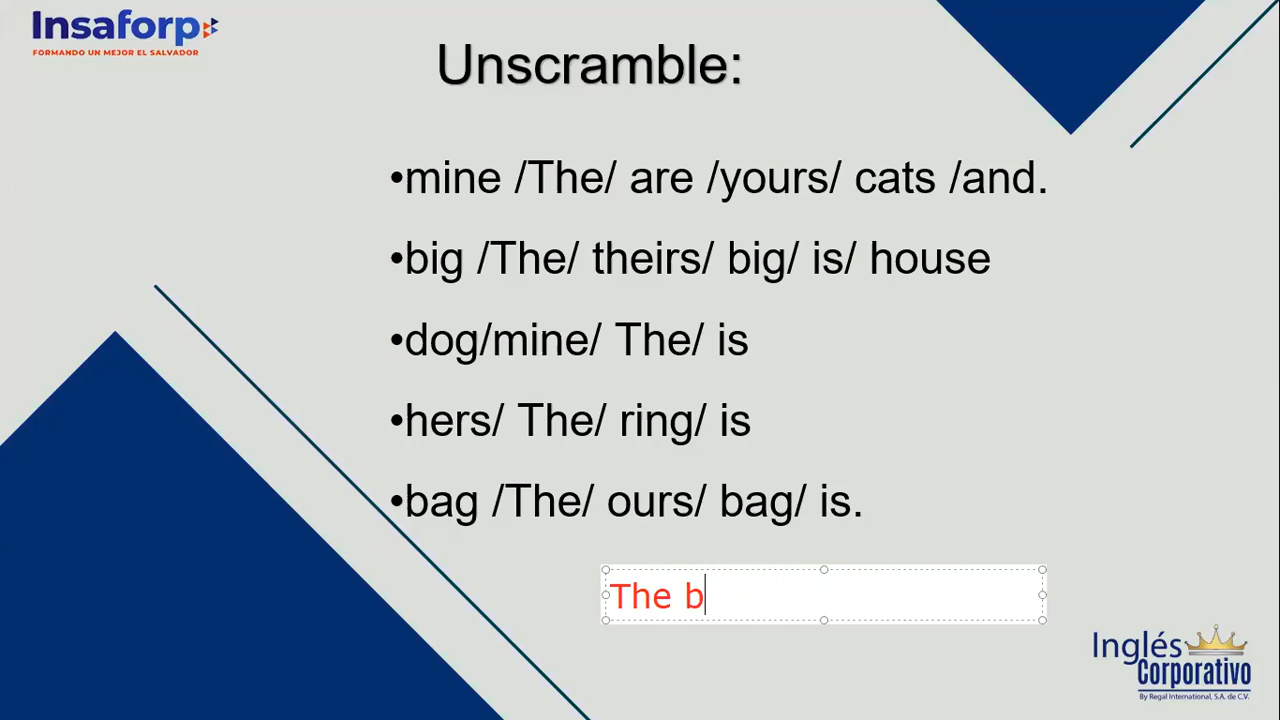 Insaforp
FORMANDO UN MEJOR EL SALVADOR
Unscramble:
•mine /The/ are /yours/ cats /and.
•big /The/ theirs/ big/ is/ house
•dog/mine/ The/ is
•hers/ The/ ring/ is
•bag /The/ ours/ bag/ is.
The b
Inglés
Corporativo
By Regal International, S.A. de C.V.